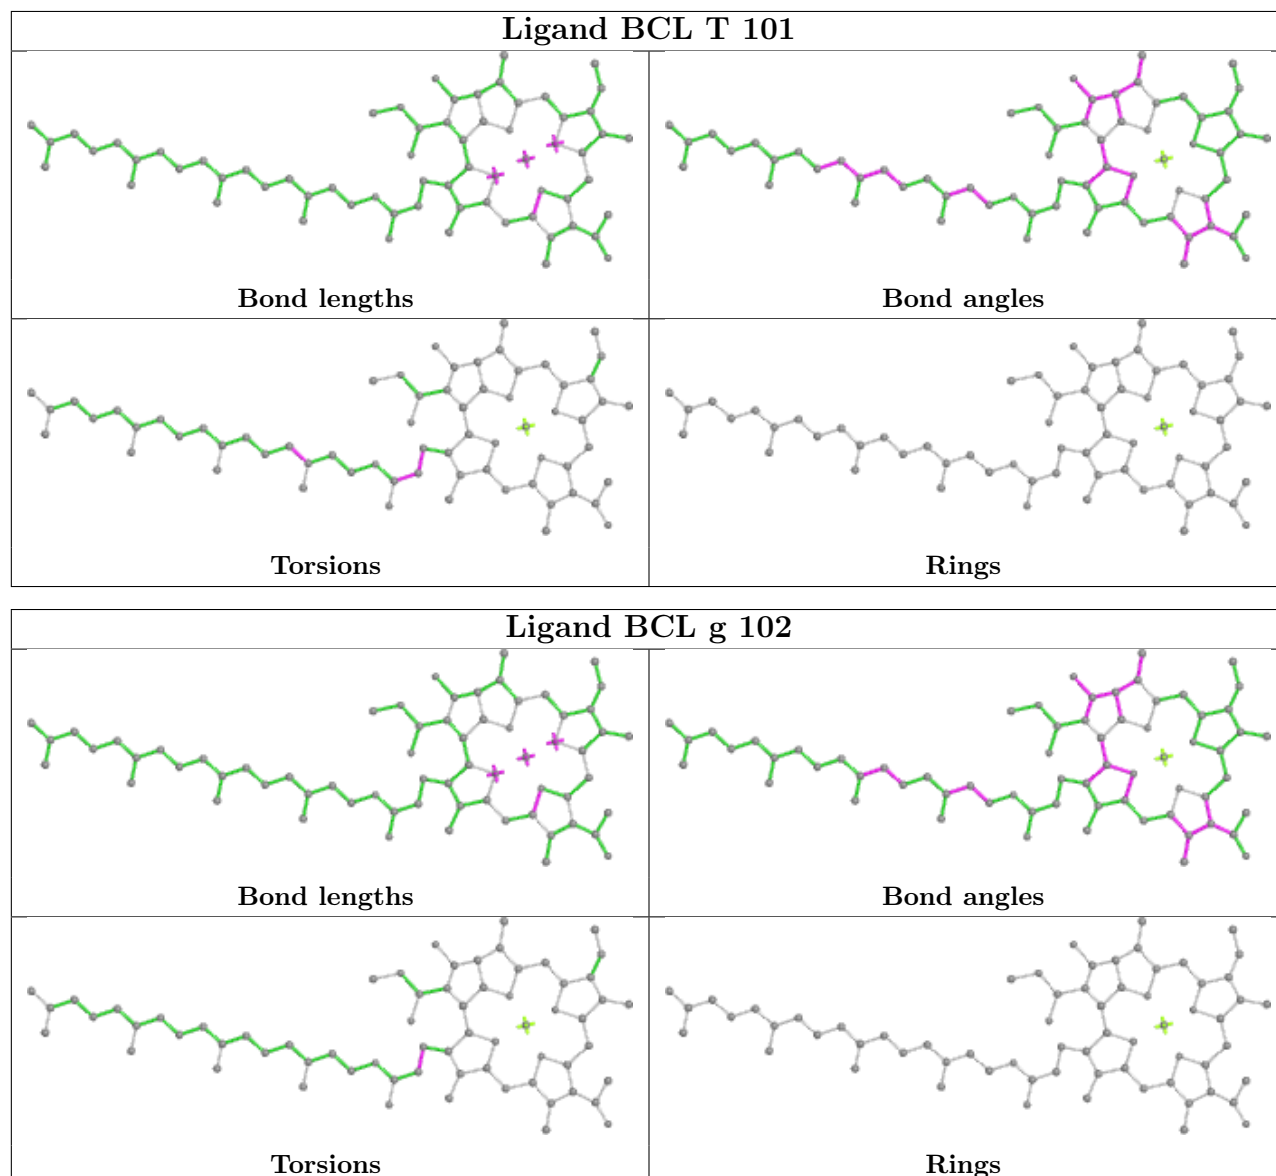 Ligand BCL T 101
Bond lengths
Bond angles
Torsions
Rings
Ligand BCL g 102
Bond lengths
Bond angles
Torsions
Rings